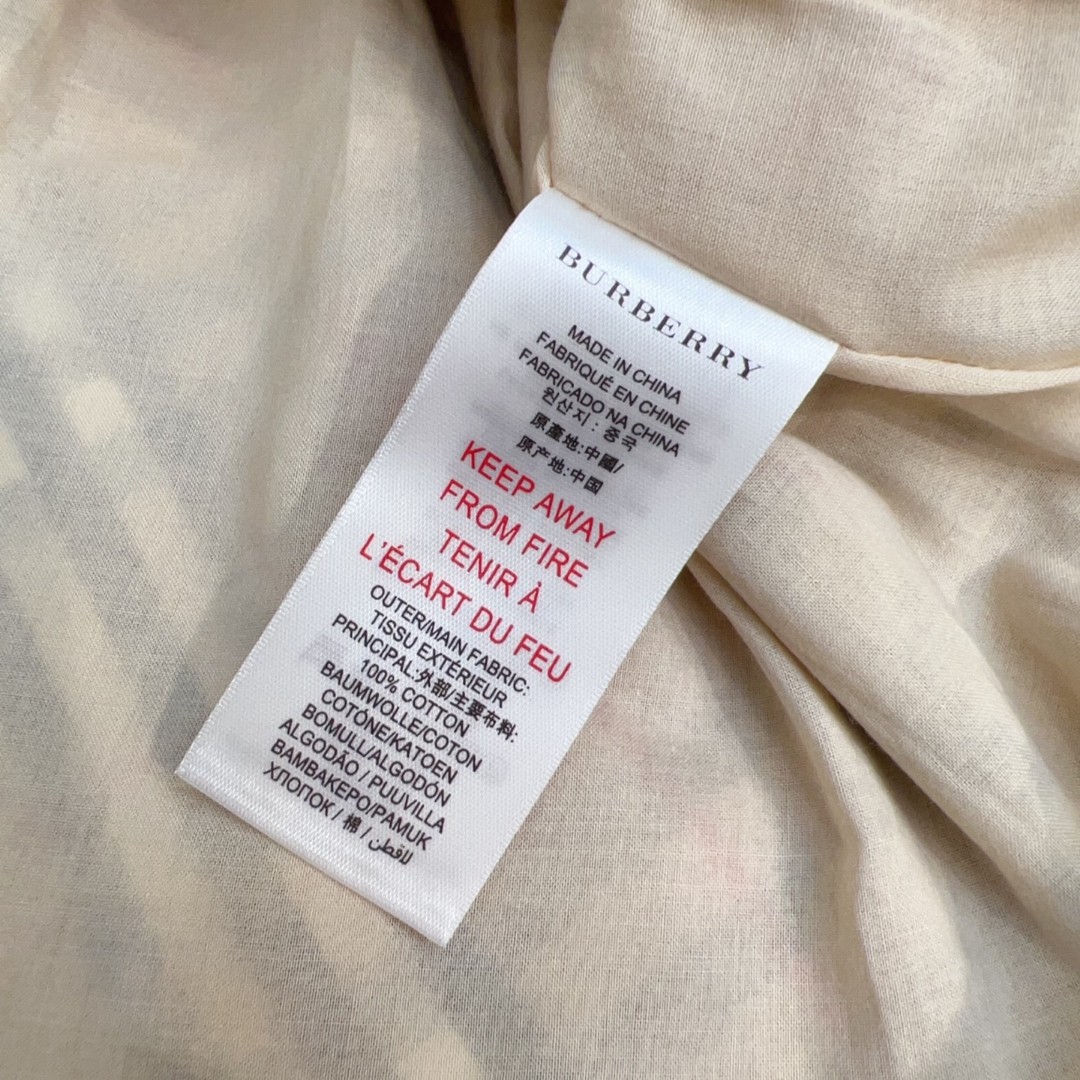 BURBERRY
MADE IN CHINA
FABRIQUÉ EN CHINE
FABRICADO NA CHINA
원산지 : 중국
原產地:中國/
原产地:中国
KEEP AWAY
FROM FIRE
TENIR À
L'ÉCART DU FEU
OUTER/MAIN FABRIC:
TISSU EXTÉRIEUR
PRINCIPAL:外部/主要布料:
100% COTTON
BAUMWOLLE/COTON
COTONE/KATOEN
BOMULL/ALGODÓN
ALGODÃO / PUUVILLA
ΒΑΜΒΑΚΕΡΟ/PAMUK
ХЛОПОК / 棉 / قطن